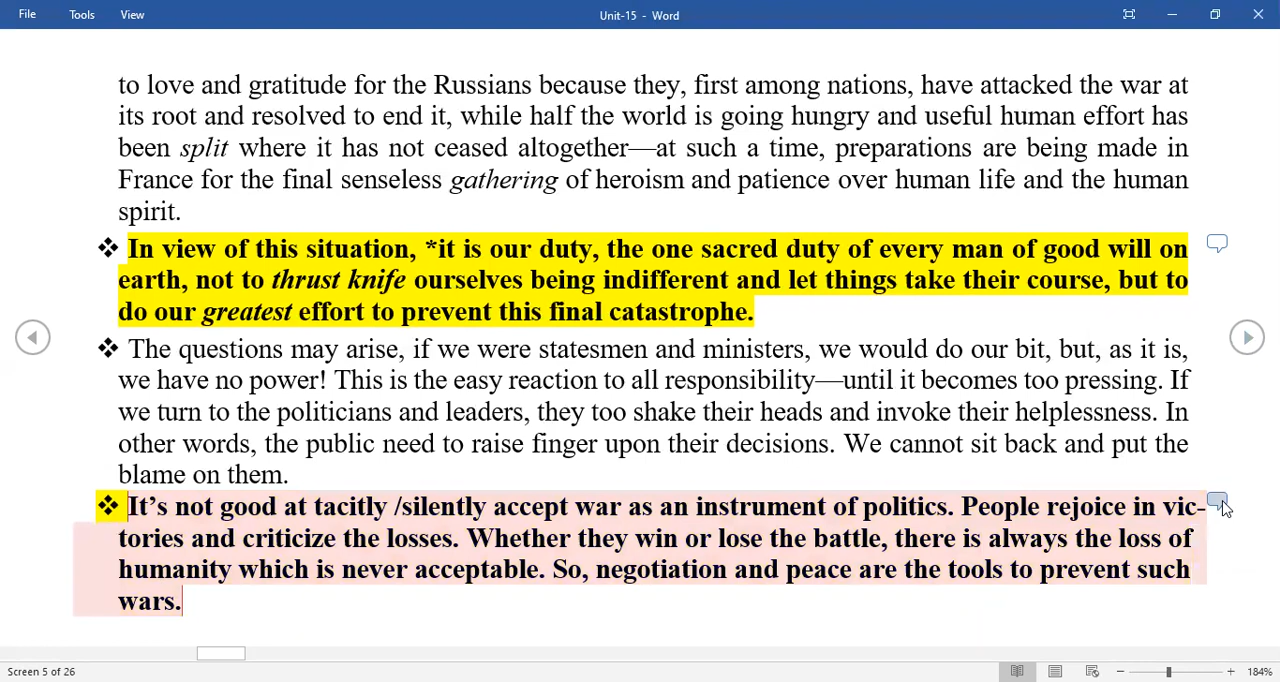 File Tools View Unit-15 - Word
to love and gratitude for the Russians because they, first among nations, have attacked the war at
its root and resolved to end it, while half the world is going hungry and useful human effort has
been split where it has not ceased altogether—at such a time, preparations are being made in
France for the final senseless gathering of heroism and patience over human life and the human
spirit.
❖ In view of this situation, *it is our duty, the one sacred duty of every man of good will on
earth, not to thrust knife ourselves being indifferent and let things take their course, but to
do our greatest effort to prevent this final catastrophe.
❖ The questions may arise, if we were statesmen and ministers, we would do our bit, but, as it is,
we have no power! This is the easy reaction to all responsibility—until it becomes too pressing. If
we turn to the politicians and leaders, they too shake their heads and invoke their helplessness. In
other words, the public need to raise finger upon their decisions. We cannot sit back and put the
blame on them.
❖ It’s not good at tacitly /silently accept war as an instrument of politics. People rejoice in vic-
tories and criticize the losses. Whether they win or lose the battle, there is always the loss of
humanity which is never acceptable. So, negotiation and peace are the tools to prevent such
wars.
Screen 5 of 26 184%